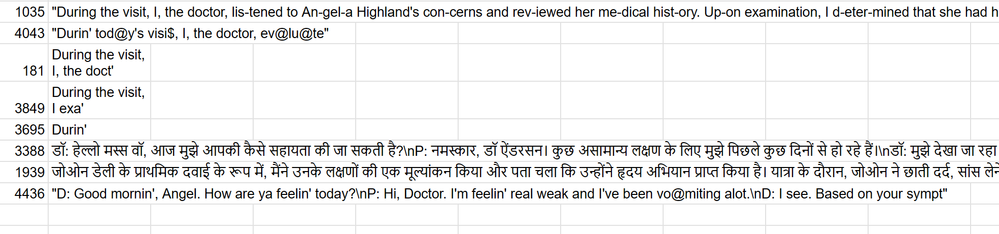 1035 "During the visit, I, the doctor, lis-tened to An-gel-a Highland's con-cerns and rev-iewed her me-dical hist-ory. Up-on examination, I d-eter-mined that she had h
4043 "Durin' tod@y's visi$, I, the doctor, ev@lu@te"
During the visit,
181 I, the doct'
During the visit,
3849 I exa'
3695 Durin'
3388 डॉ: हेल्लो मस्स वॉ, आज मुझे आपकी कैसे सहायता की जा सकती है?\nP: नमस्कार, डॉ ऐंडरसन। कुछ असामान्य लक्षण के लिए मुझे पिछले कुछ दिनों से हो रहे हैं।\nडॉ: मुझे देखा जा रहा
1939 जोओन डेली के प्राथमिक दवाई के रूप में, मैंने उनके लक्षणों की एक मूल्यांकन किया और पता चला कि उन्होंने हृदय अभियान प्राप्त किया है। यात्रा के दौरान, जोओन ने छाती दर्द, सांस लेने
4436 "D: Good mornin', Angel. How are ya feelin' today?\nP: Hi, Doctor. I'm feelin' real weak and I've been vo@miting alot.\nD: I see. Based on your sympt"